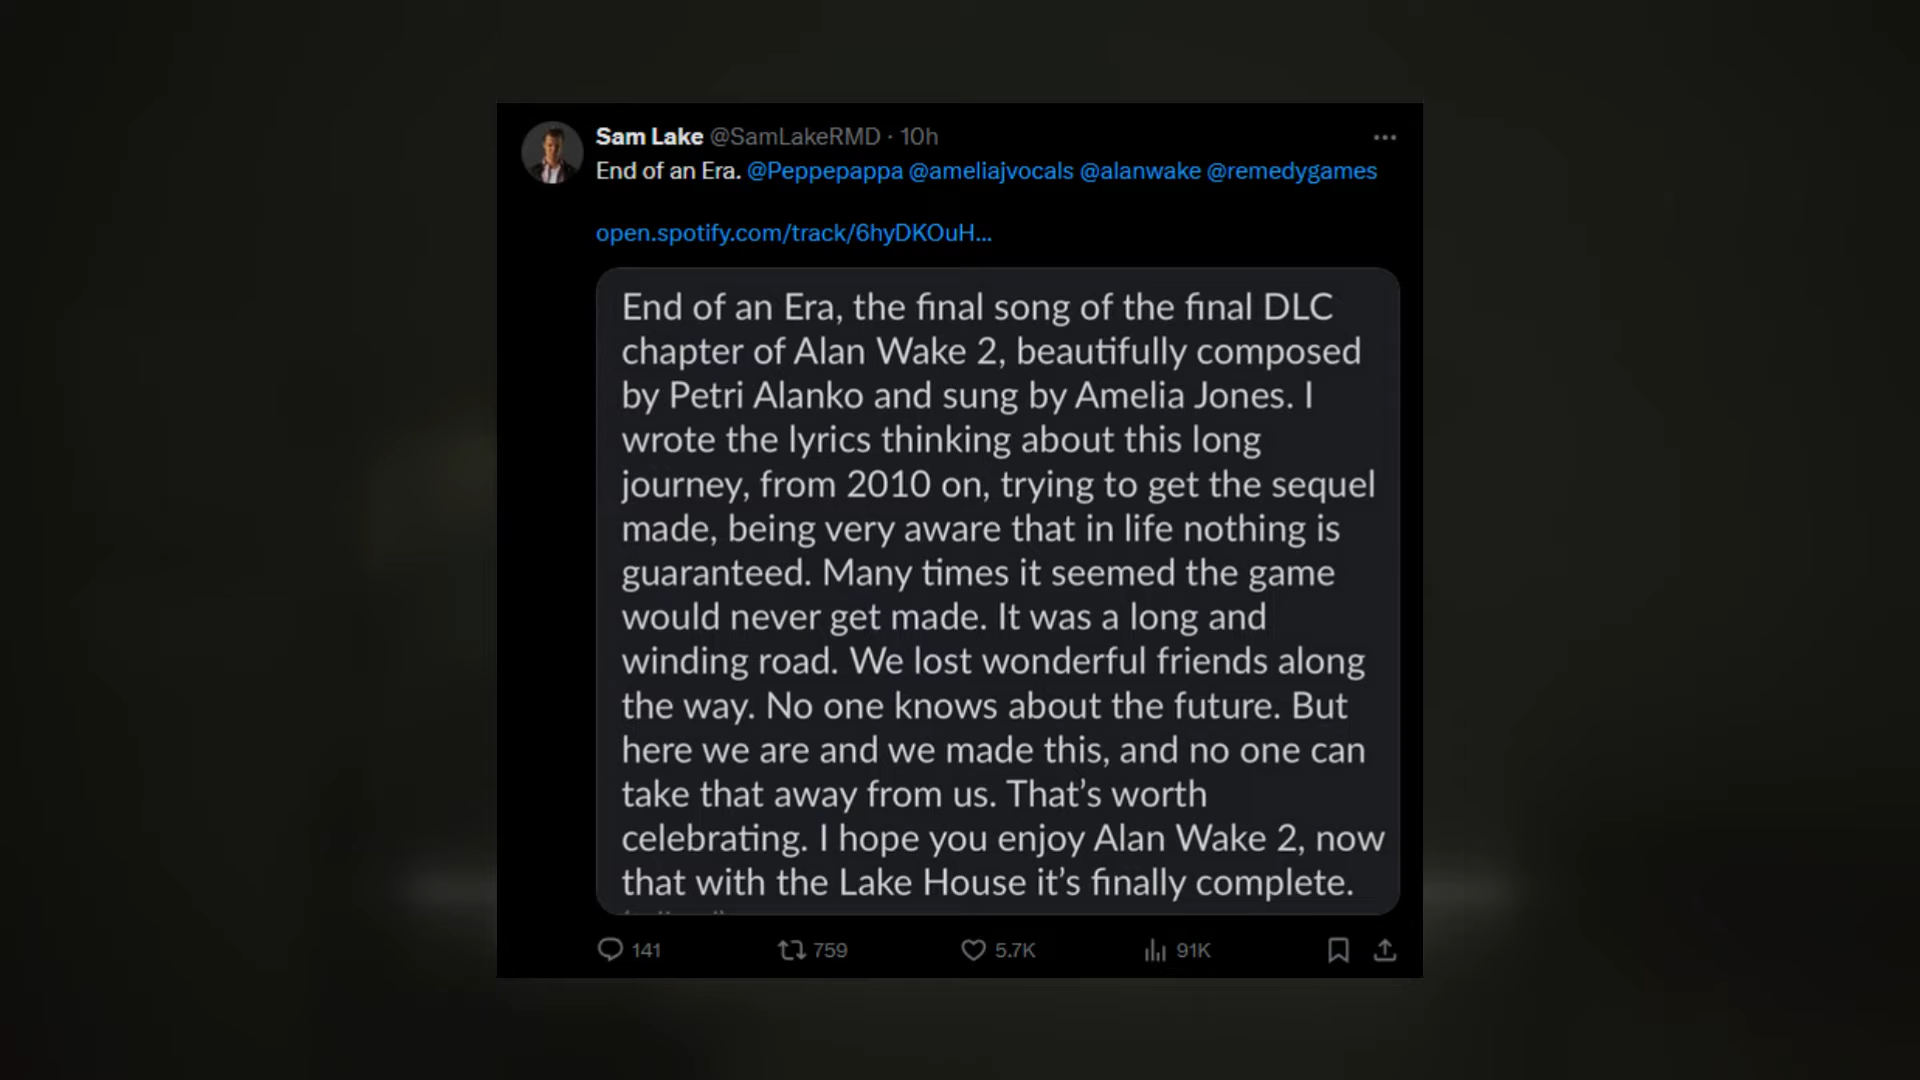 Sam Lake @SamLakeRMD · 10h
End of an Era. @Peppepappa @ameliajvocals @alanwake @remedygames
open.spotify.com/track/6hyDKOuH...
End of an Era, the final song of the final DLC
chapter of Alan Wake 2, beautifully composed
by Petri Alanko and sung by Amelia Jones. I
wrote the lyrics thinking about this long
journey, from 2010 on, trying to get the sequel
made, being very aware that in life nothing is
guaranteed. Many times it seemed the game
would never get made. It was a long and
winding road. We lost wonderful friends along
the way. No one knows about the future. But
here we are and we made this, and no one can
take that away from us. That’s worth
celebrating. I hope you enjoy Alan Wake 2, now
that with the Lake House it’s finally complete.
141 759 5.7K 91K